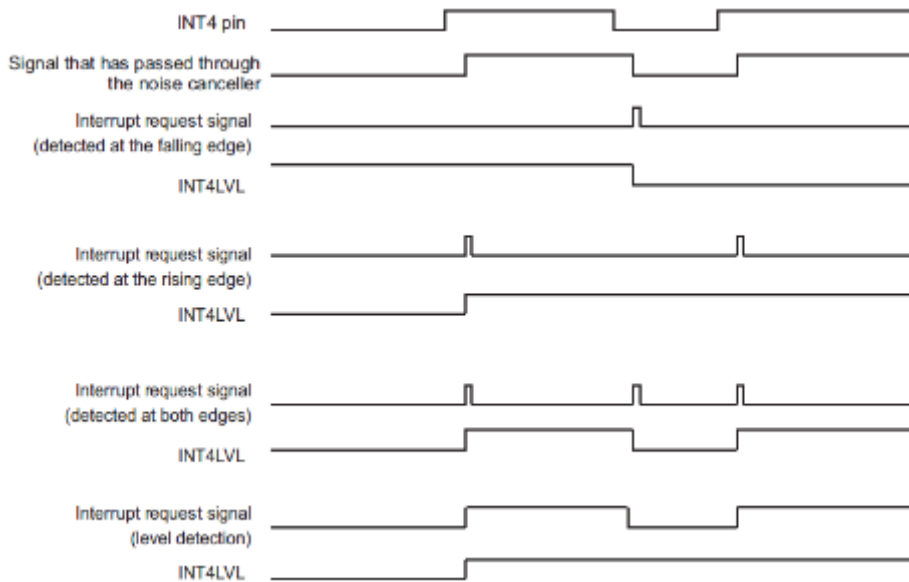 INT4 pin
Signal that has passed through
the noise canceller
Interrupt request signal
(detected at the falling edge)
INT4LVL
Interrupt request signal
(detected at the rising edge)
INT4LVL
Interrupt request signal
(detected at both edges)
INT4LVL
Interrupt request signal
(level detection)
INT4LVL